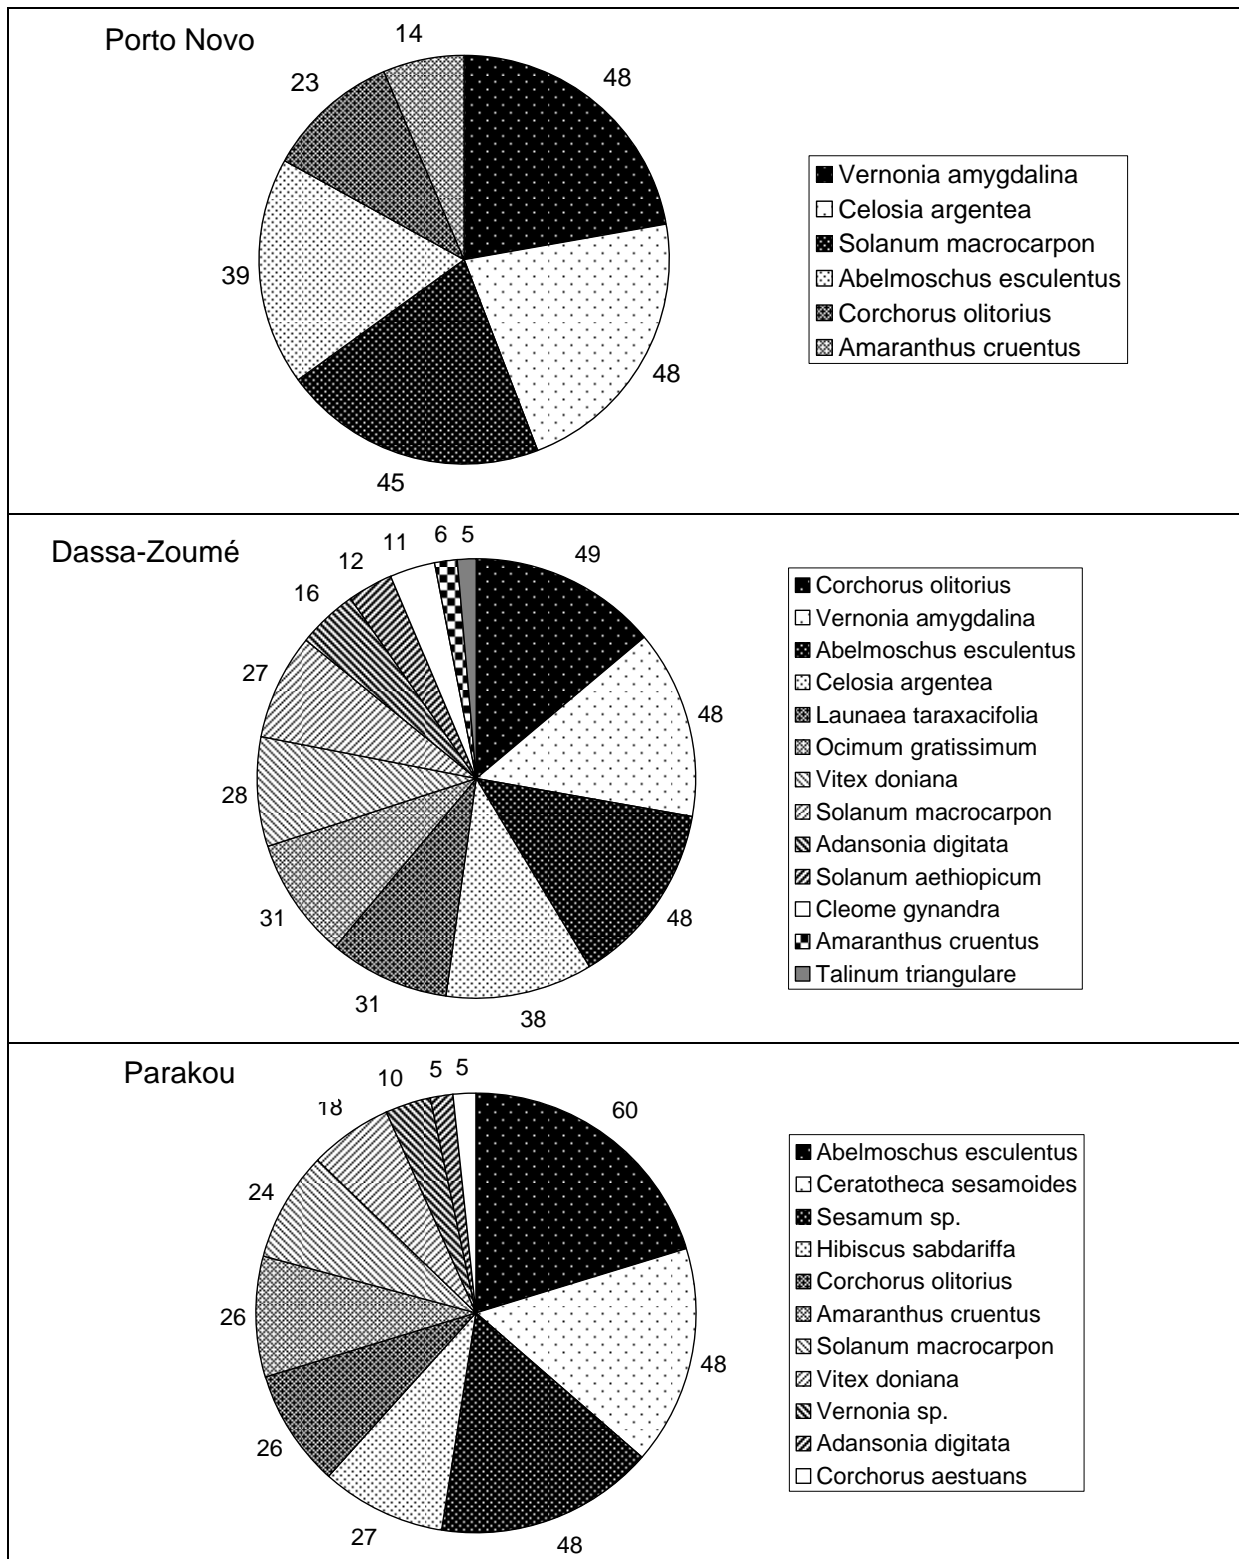 Porto Novo
14
23
48
39
48
45
Vernonia amygdalina
Celosia argentea
Solanum macrocarpon
Abelmoschus esculentus
Corchorus olitorius
Amaranthus cruentus
Dassa-Zoumé
6
5
11
49
12
16
27
48
28
48
31
31
38
Corchorus olitorius
Vernonia amygdalina
Abelmoschus esculentus
Celosia argentea
Launaea taraxacifolia
Ocimum gratissimum
Vitex doniana
Solanum macrocarpon
Adansonia digitata
Solanum aethiopicum
Cleome gynandra
Amaranthus cruentus
Talinum triangulare
Parakou
5
5
10
18
60
24
26
48
26
27
48
Abelmoschus esculentus
Ceratotheca sesamoides
Sesamum sp.
Hibiscus sabdariffa
Corchorus olitorius
Amaranthus cruentus
Solanum macrocarpon
Vitex doniana
Vernonia sp.
Adansonia digitata
Corchorus aestuans